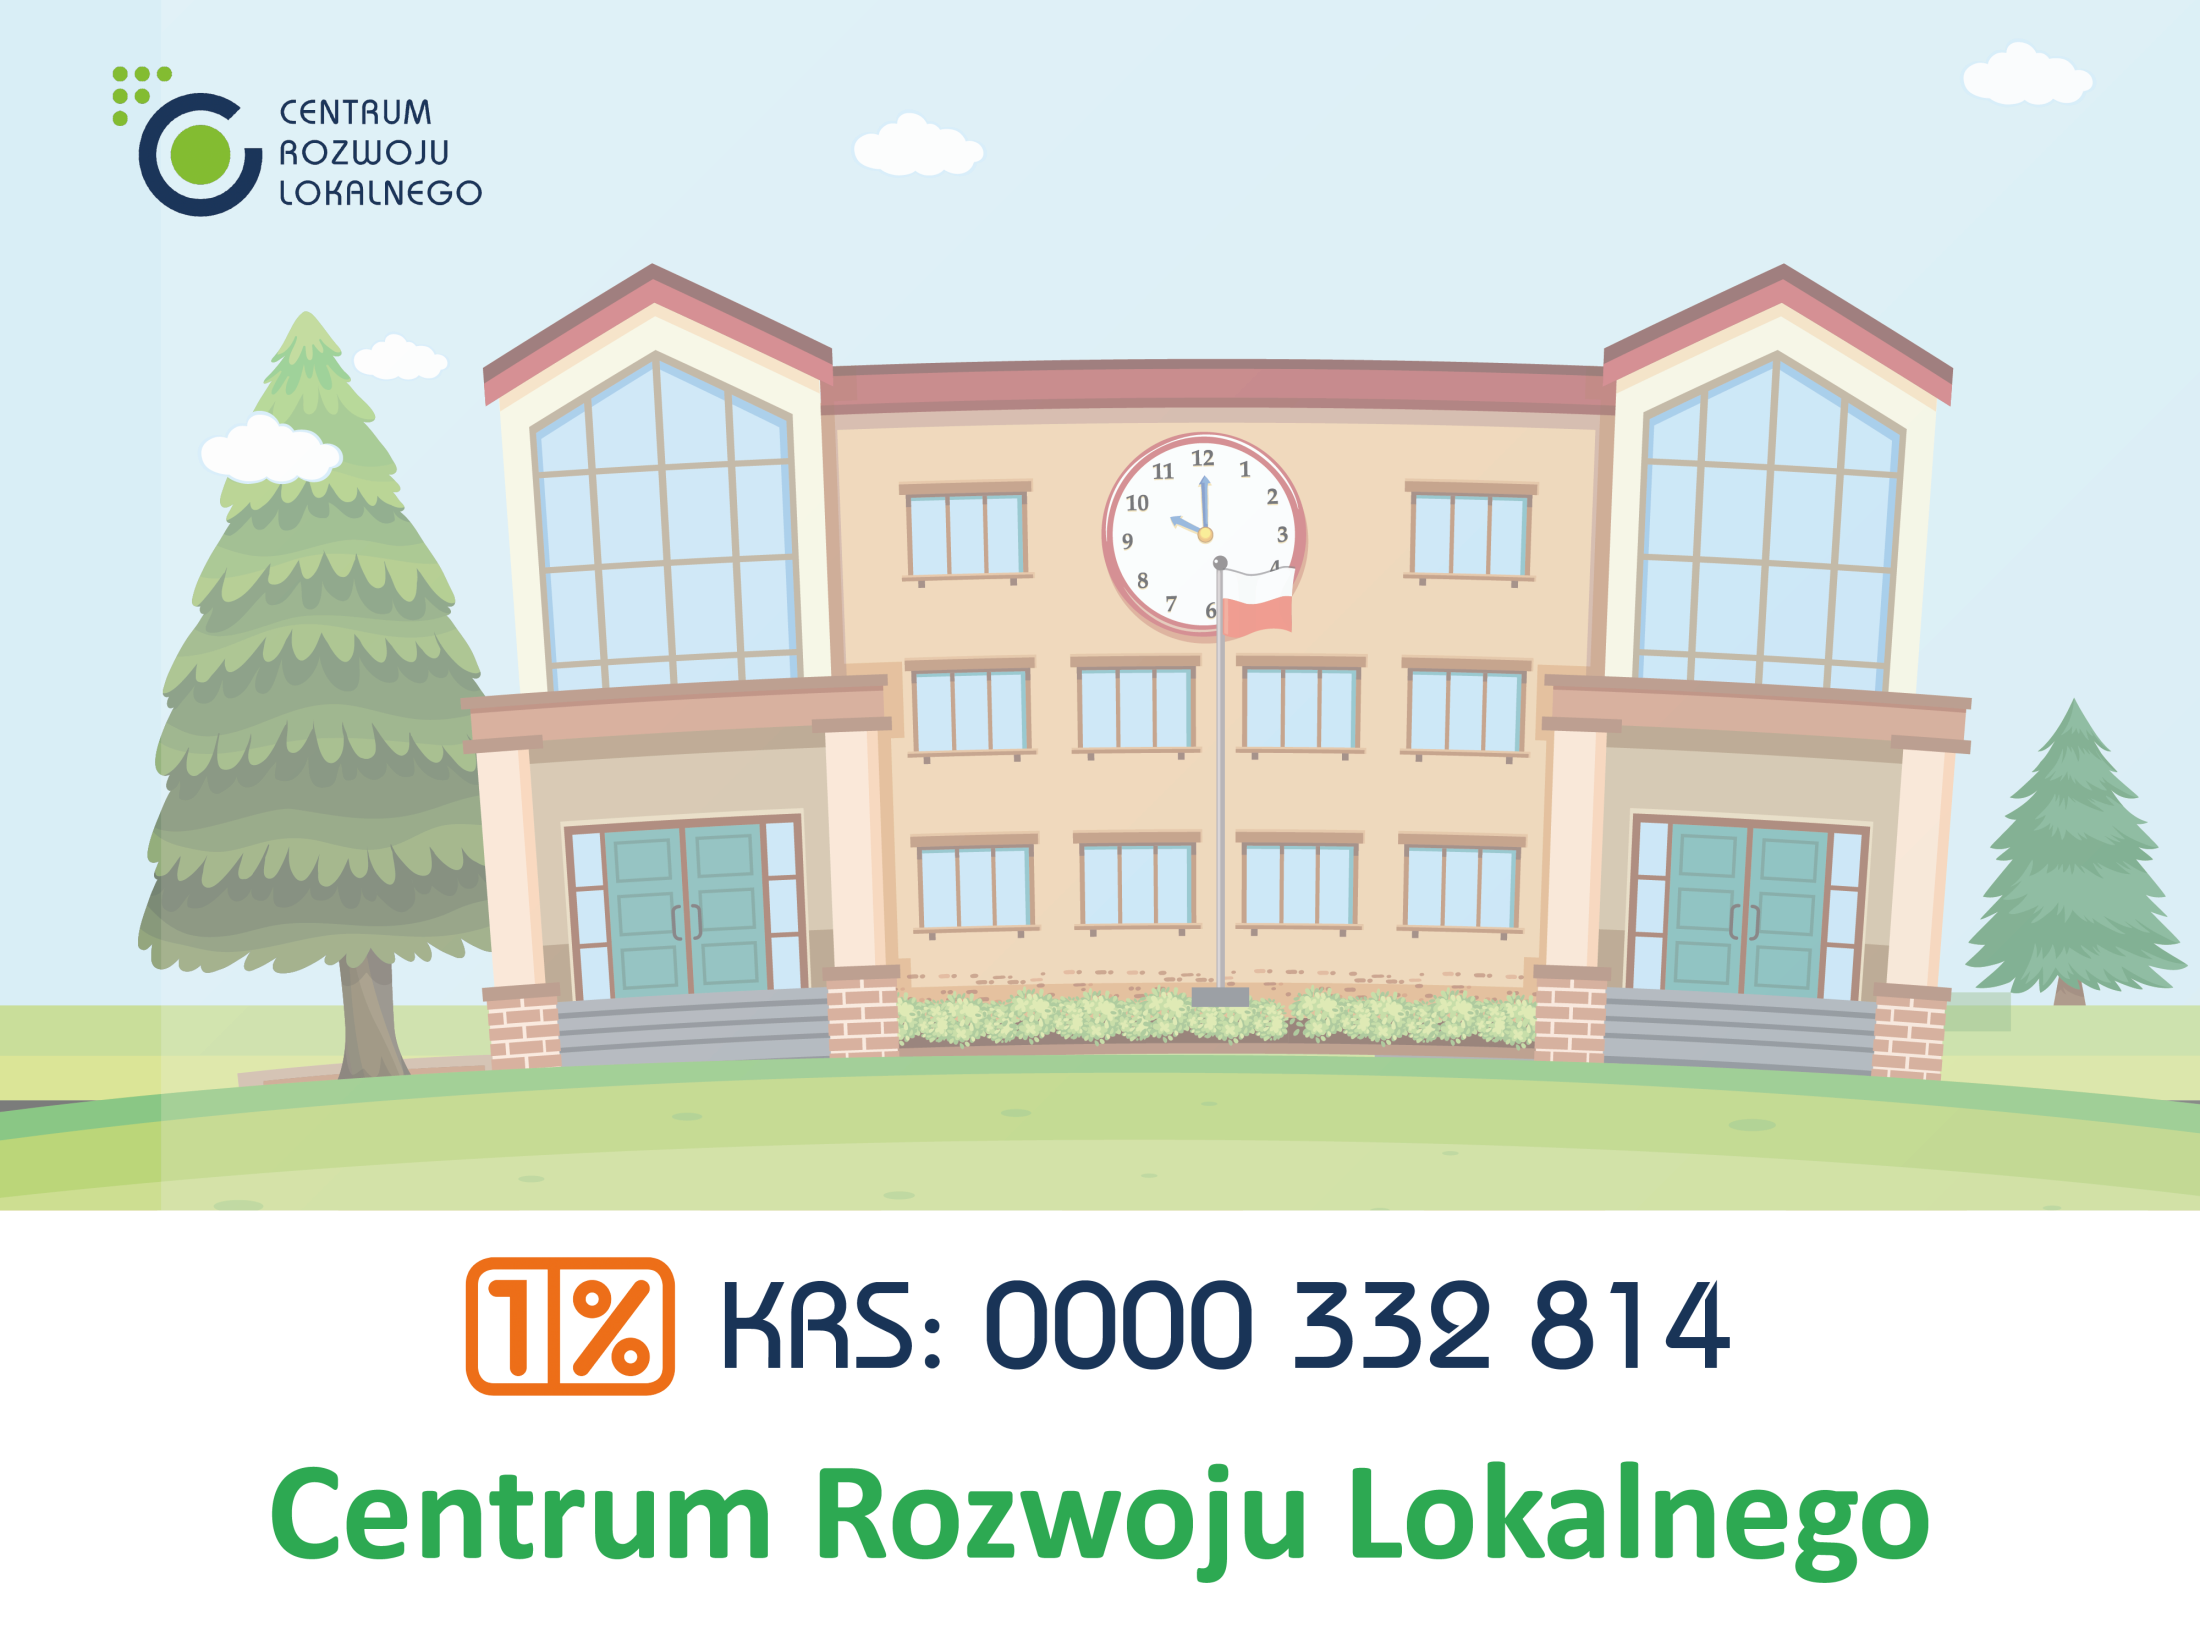 CENTRUM
ROZWOJU
LOKALNEGO
12
11 1
10 2
9 3
8 4
7 6
1% KRS: 0000 332 814
Centrum Rozwoju Lokalnego